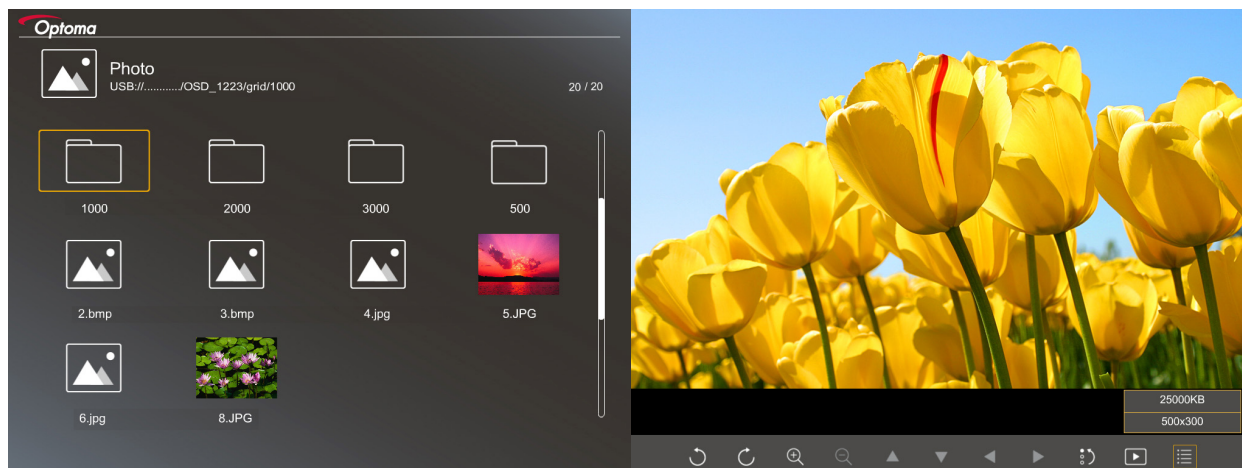 Optoma
Photo
USB://.........../OSD_1223/grid/1000
20 / 20
1000
2000
3000
500
2.bmp
3.bmp
4.jpg
5.JPG
6.jpg
8.JPG
25000KB
500x300